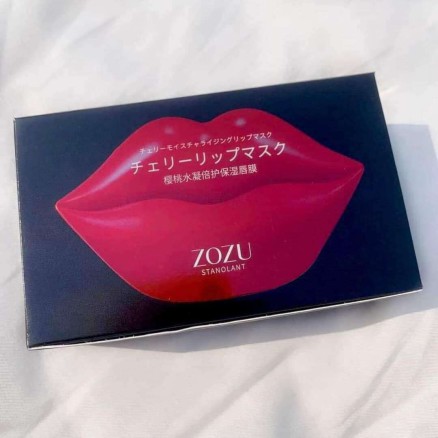 チェリーモイスチャライジングリップマスク
チェリーリップマスク
樱桃水凝倍护保湿唇膜
ZOZU
STANOLANT